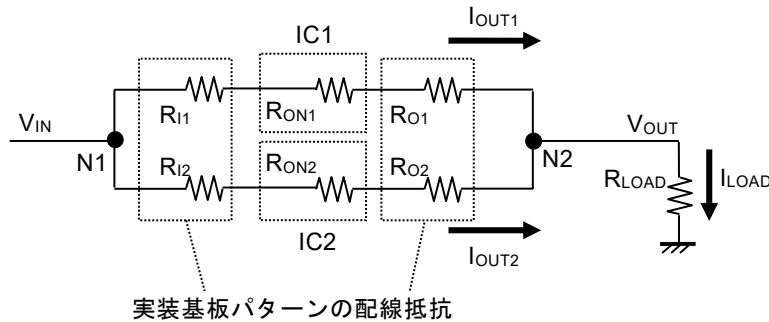 IOUT1
IC1
VIN
RI1
RON1
RO1
N1
N2
VOUT
RI2
RON2
RO2
RLOAD
ILOAD
IC2
IOUT2
実装基板パターンの配線抵抗